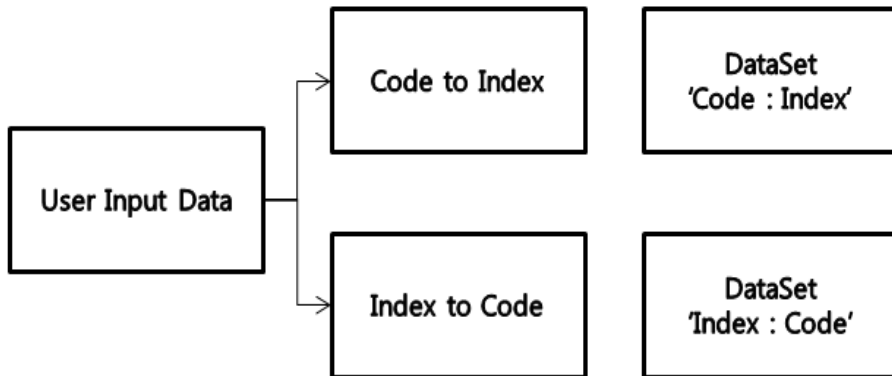 Code to Index
DataSet
'Code : Index'
User Input Data
Index to Code
DataSet
'Index : Code'